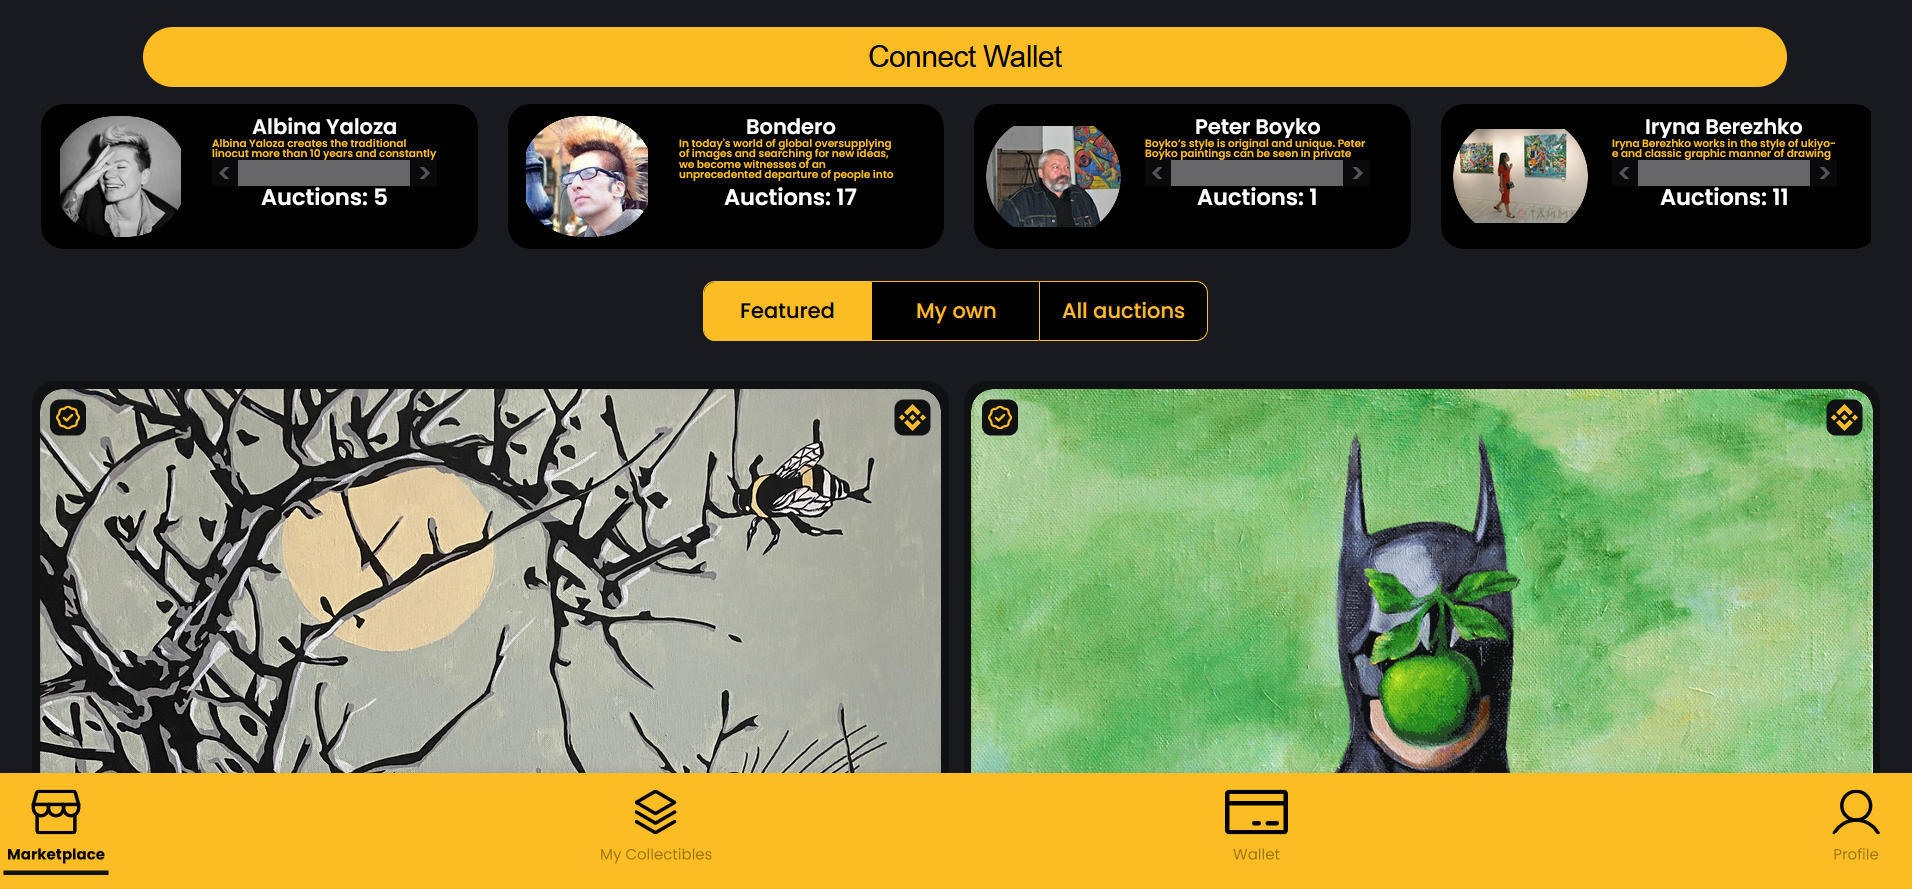 Connect Wallet
Albina Yaloza
Albina Yaloza creates the traditional
linocut more than 10 years and constantly
Auctions: 5
Bondero
In today's world of global oversupplying
of images and searching for new ideas,
we become witnesses of an
unprecedented departure of people into
Auctions: 17
Peter Boyko
Boyko's style is original and unique. Peter
Boyko paintings can be seen in private
Auctions: 1
Iryna Berezhko
Iryna Berezhko works in the style of ukiyo-
e and classic graphic manner of drawing
Auctions: 11
Featured
My own
All auctions
Marketplace
My Collectibles
Wallet
Profile